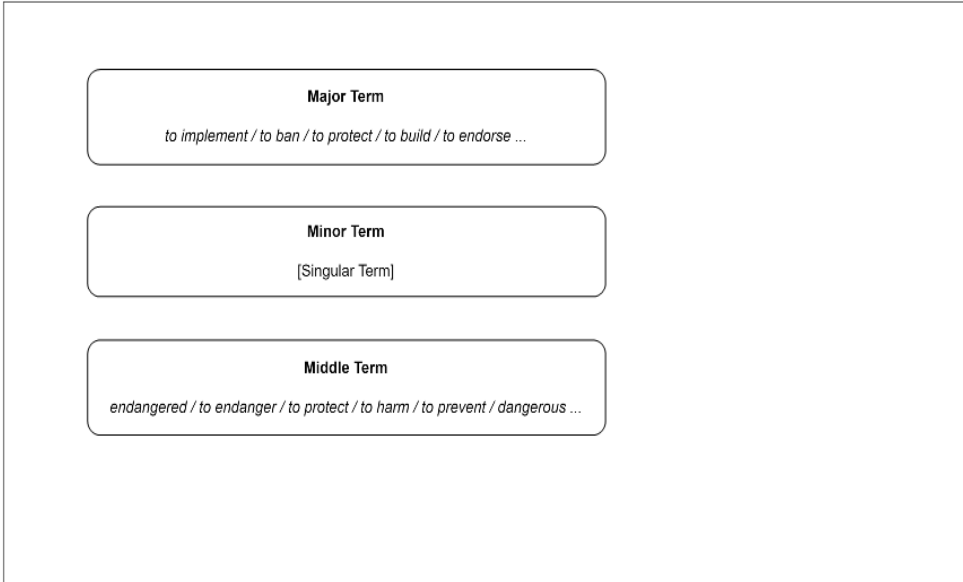 Major Term
to implement / to ban / to protect / to build / to endorse ...
Minor Term
[Singular Term]
Middle Term
endangered / to endanger / to protect / to harm / to prevent / dangerous ...